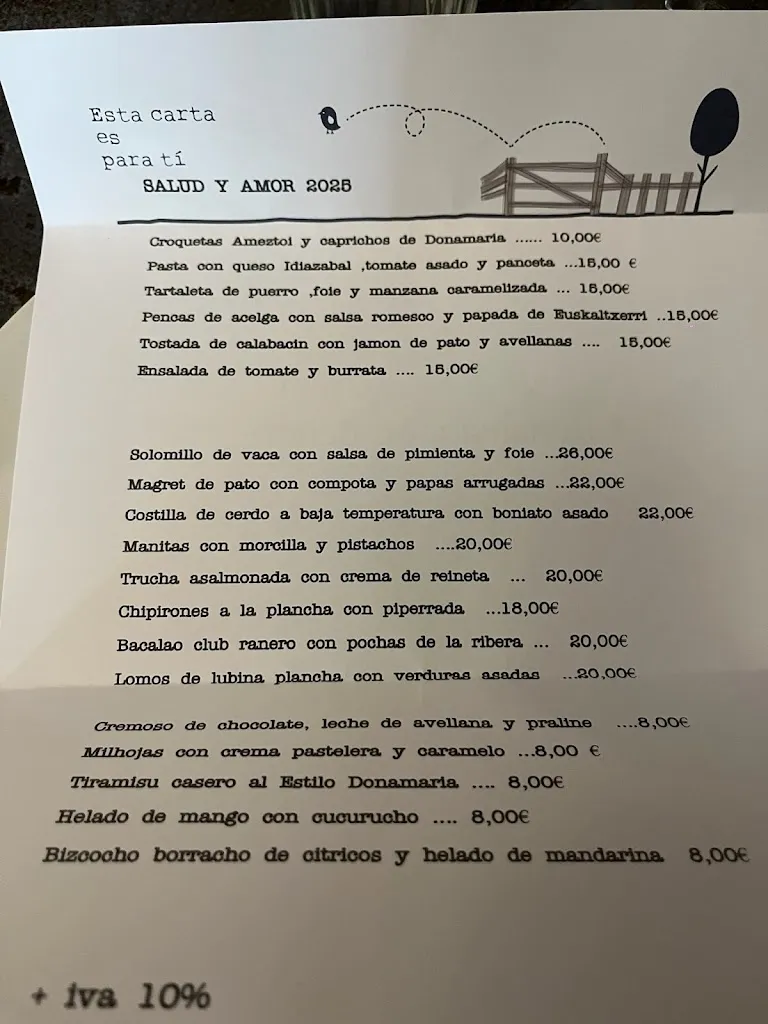 Esta carta
es
para tí
SALUD Y AMOR 2025
Croquetas Ameztoi y caprichos de Donamaria ...... 10,00€
Pasta con queso Idiazabal ,tomate asado y panceta ...15,00 €
Tartaleta de puerro ,foie y manzana caramelizada ... 15,00€
Pencas de acelga con salsa romesco y papada de Euskaltxerri ..15,00€
Tostada de calabacin con jamon de pato y avellanas .... 15,00€
Ensalada de tomate y burrata .... 15,00€
Solomillo de vaca con salsa de pimienta y foie ...26,00€
Magret de pato con compota y papas arrugadas ...22,00€
Costilla de cerdo a baja temperatura con boniato asado 22,00€
Manitas con morcilla y pistachos ....20,00€
Trucha asalmonada con crema de reineta ... 20,00€
Chipirones a la plancha con piperrada ...18,00€
Bacalao club ranero con pochas de la ribera ... 20,00€
Lomos de lubina plancha con verduras asadas ...20,00€
Cremoso de chocolate, leche de avellana y praline ....8,00€
Milhojas con crema pastelera y caramelo ...8,00 €
Tiramisu casero al Estilo Donamaria .... 8,00€
Helado de mango con cucurucho .... 8,00€
Bizcocho borracho de citricos y helado de mandarina 8,00€
+ iva 10%